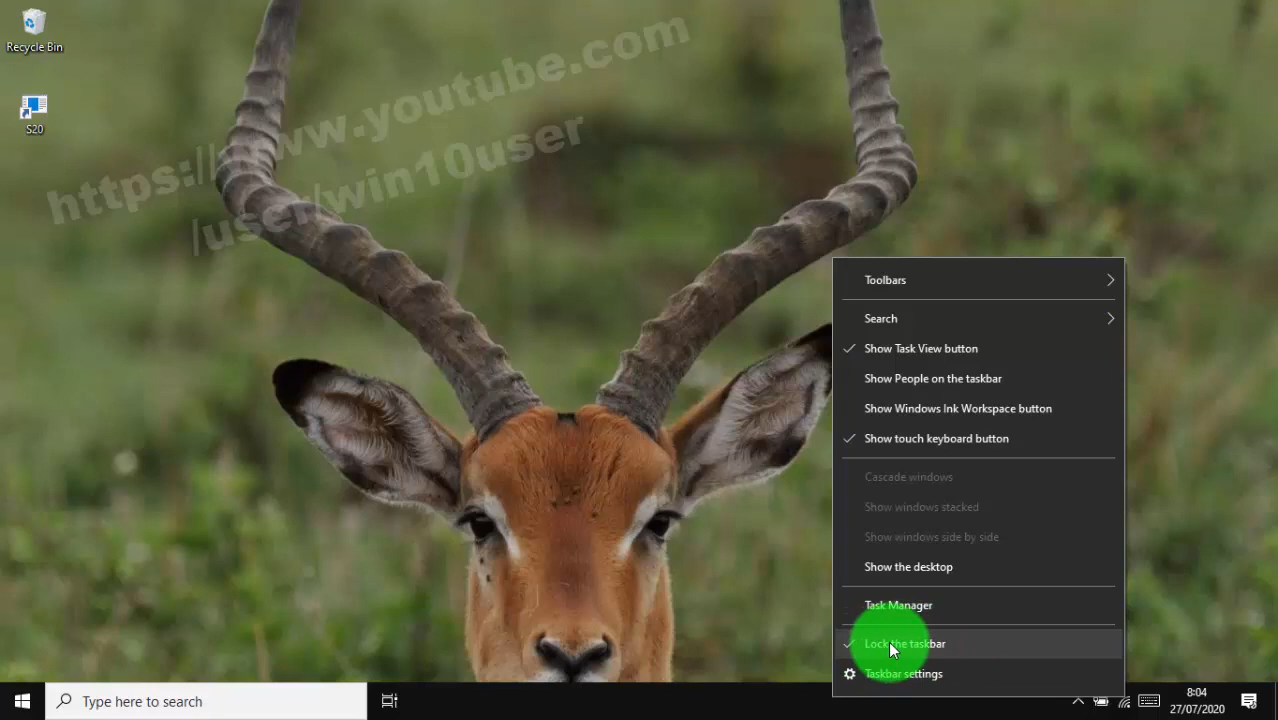 Recycle Bin
S20
https://www.youtube.com
/user/win10user
Toolbars
Search
Show Task View button
Show People on the taskbar
Show Windows Ink Workspace button
Show touch keyboard button
Cascade windows
Show windows stacked
Show windows side by side
Show the desktop
Task Manager
Lock the taskbar
Taskbar settings
Type here to search
8:04
27/07/2020